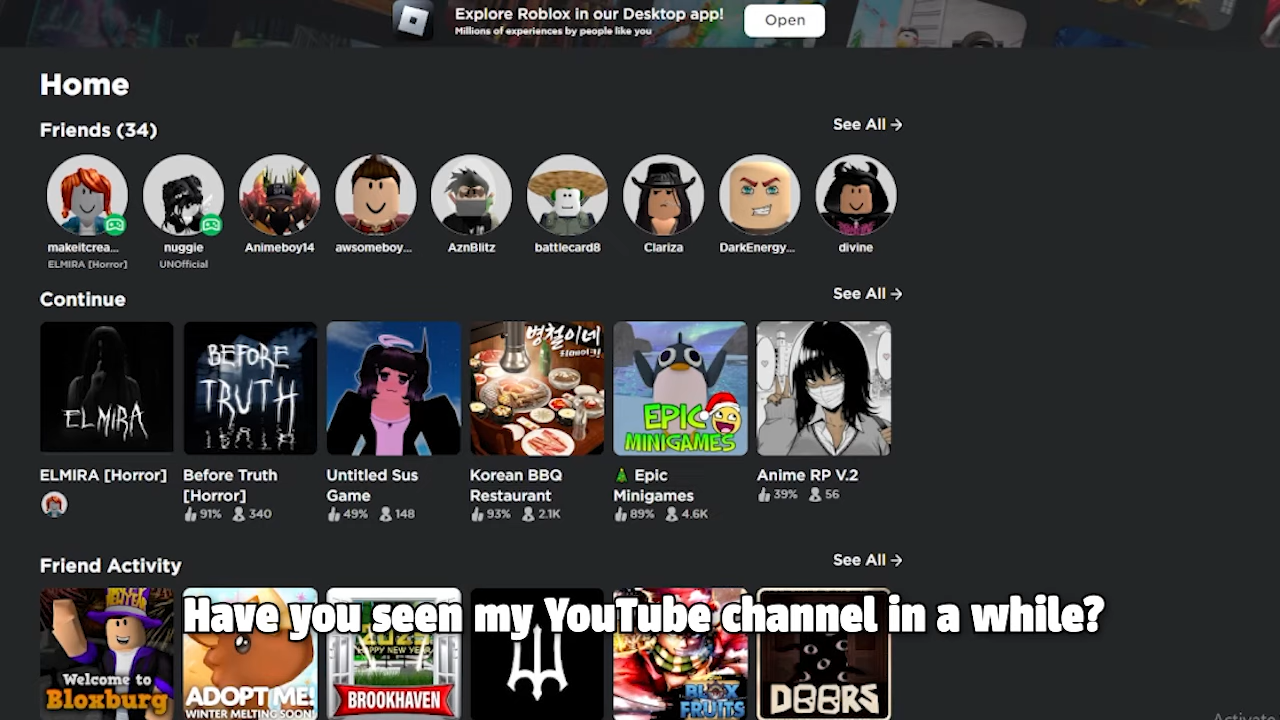 Explore Roblox in our Desktop app!
Millions of experiences by people like you
Open
Home
Friends (34)
See All →
makeitcrea...
nuggie
Animeboy14
awsomeboy...
AznBlitz
battlecard8
Clariza
DarkEnergy...
divine
ELMIRA [Horror]
UNOfficial
Continue
See All →
ELMIRA
BEFORE
TRUTH
병철이네
리메이크!
EPIC
MINIGAMES
ELMIRA [Horror]
Before Truth
[Horror]
91% 340
Untitled Sus
Game
49% 148
Korean BBQ
Restaurant
93% 2.1K
Epic
Minigames
89% 4.6K
Anime RP V.2
39% 56
Friend Activity
See All →
Have you seen my YouTube channel in a while?
Welcome to
Bloxburg
ADOPT ME!
WINTER MELTING SOON!
HAPPY NEW YEAR
BROOKHAVEN
BLOX
FRUITS
DOORS